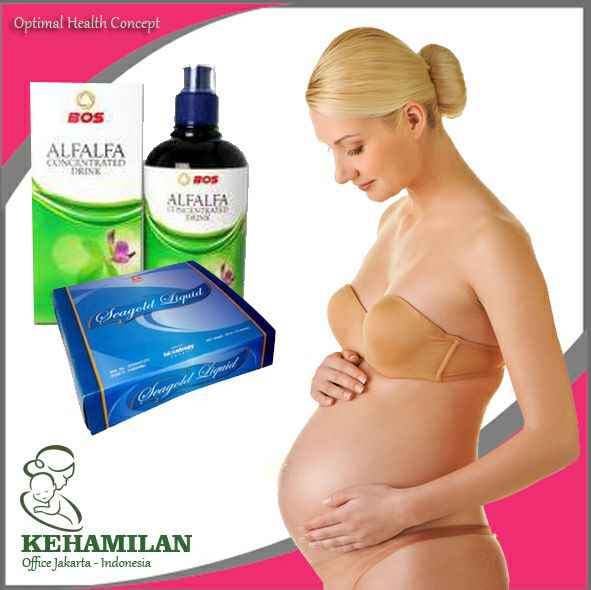 Optimal Health Concept
BOS
ALFALFA
CONCENTRATED
DRINK
BOS
ALFALFA
CONCENTRATED
DRINK
Seagold Liquid
Seagold Liquid
KEHAMILAN
Office Jakarta - Indonesia